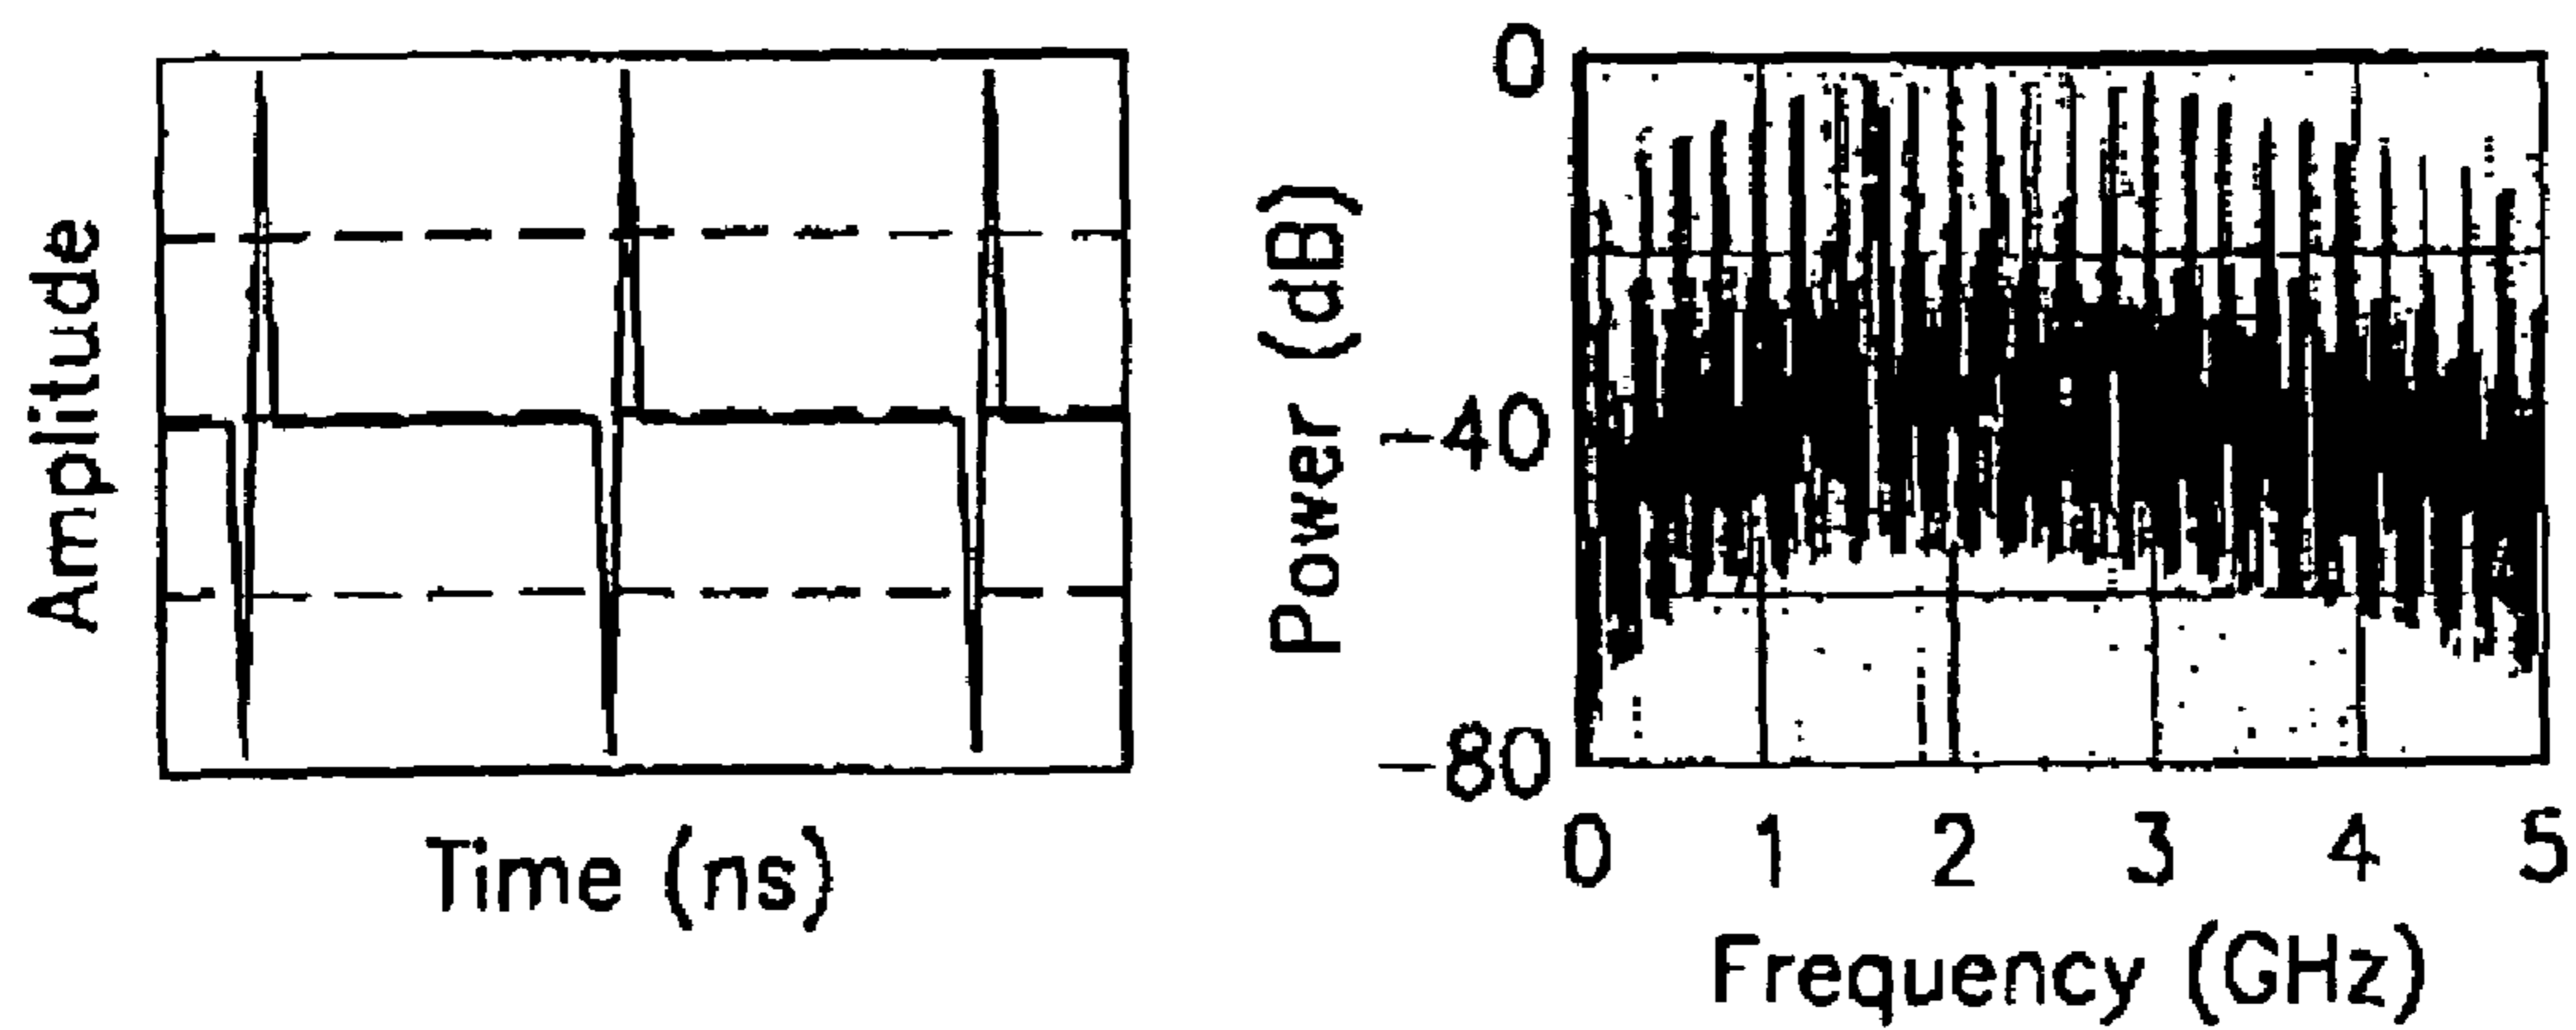 Amplitude
Time (ns)
Power (dB)
0
-40
-80
0 1 2 3 4 5
Frequency (GHz)